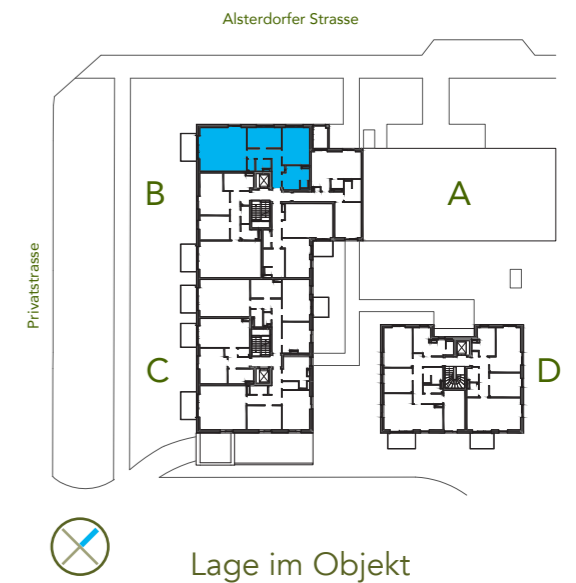 Alsterdorfer Strasse
B
A
Privatstrasse
C
D
Lage im Objekt